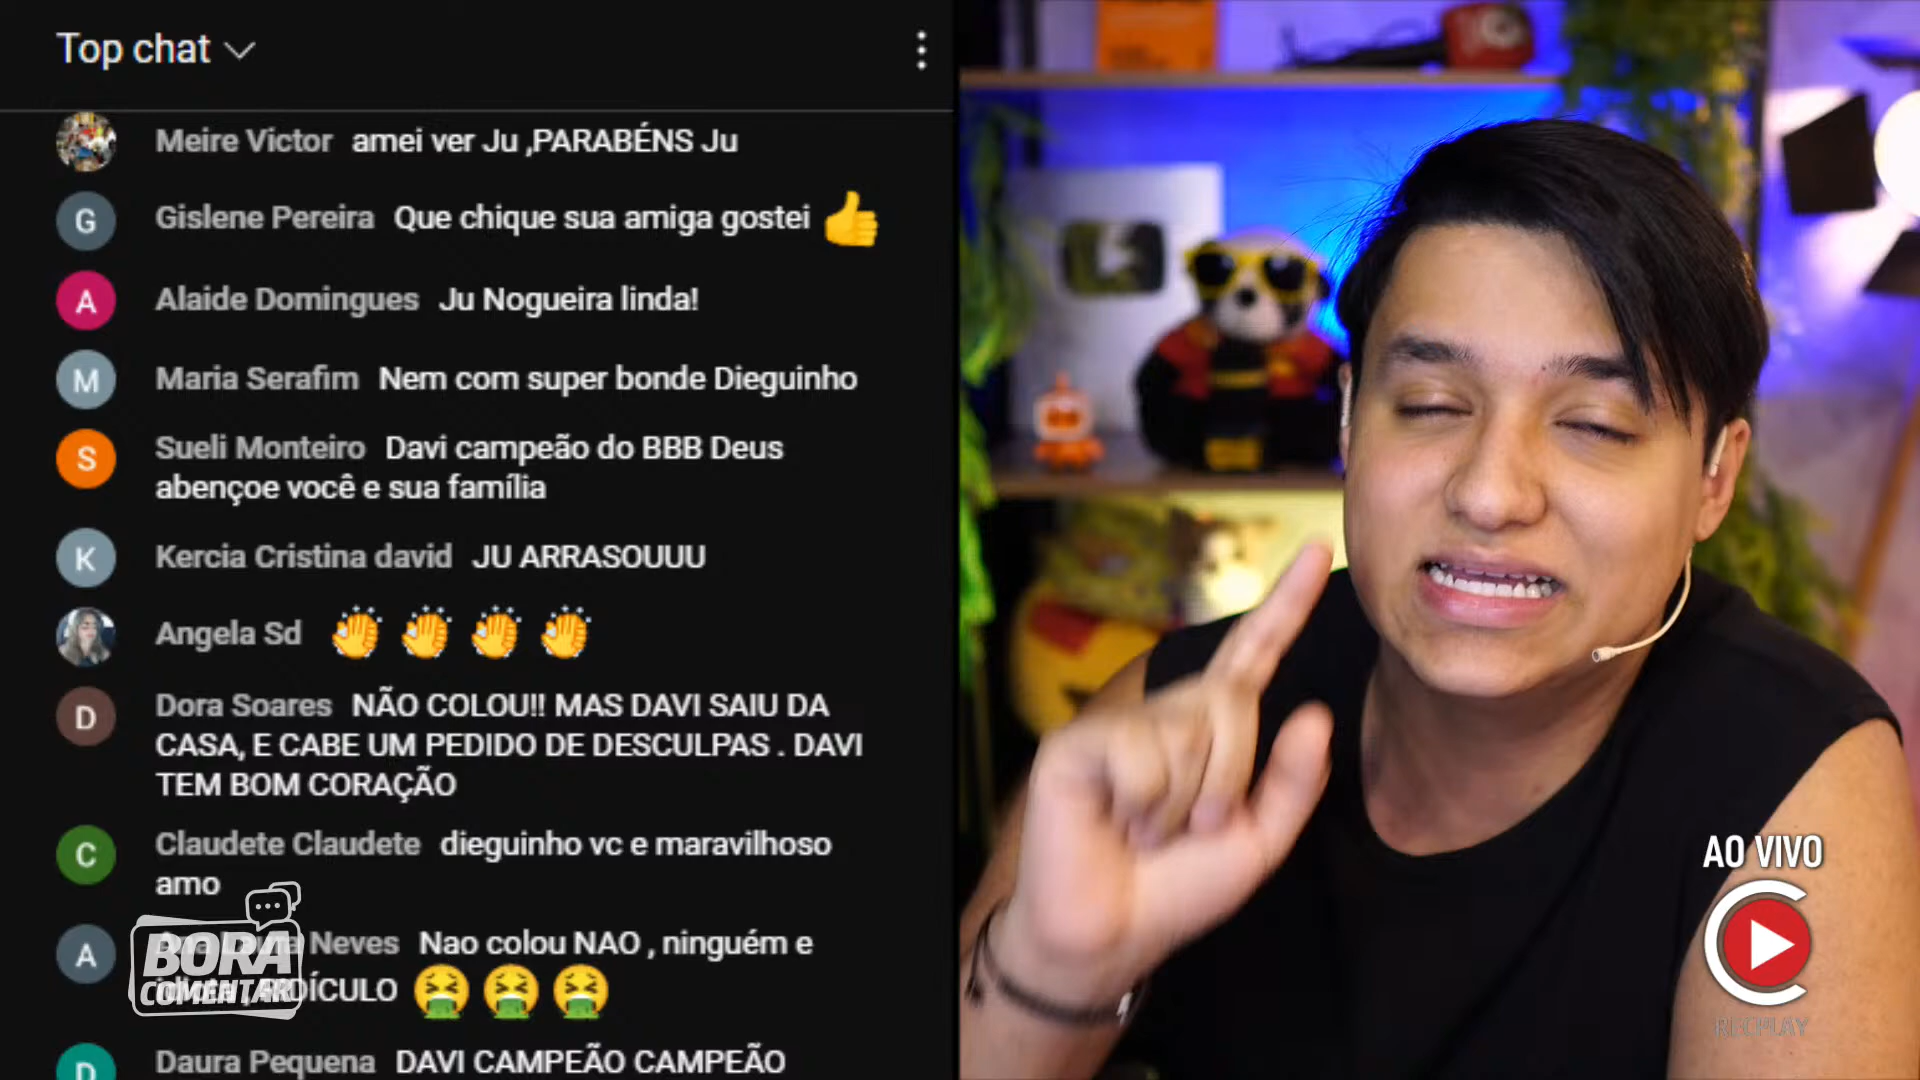 Top chat
Meire Victor amei ver Ju ,PARABÉNS Ju
G Gislene Pereira Que chique sua amiga gostei 👍
A Alaide Domingues Ju Nogueira linda!
M Maria Serafim Nem com super bonde Dieguinho
S Sueli Monteiro Davi campeão do BBB Deus
abençoe você e sua família
K Kercia Cristina david JU ARRASOUUU
Angela Sd 👏 👏 👏 👏
D Dora Soares NÃO COLOU!! MAS DAVI SAIU DA
CASA, E CABE UM PEDIDO DE DESCULPAS . DAVI
TEM BOM CORAÇÃO
C Claudete Claudete dieguinho vc e maravilhoso
amo
A Neves Nao colou NAO , ninguém e
🤮 🤮 🤮
BORA
COMENTAR
D Daura Pequena DAVI CAMPEÃO CAMPEÃO
AO VIVO
RECPLAY